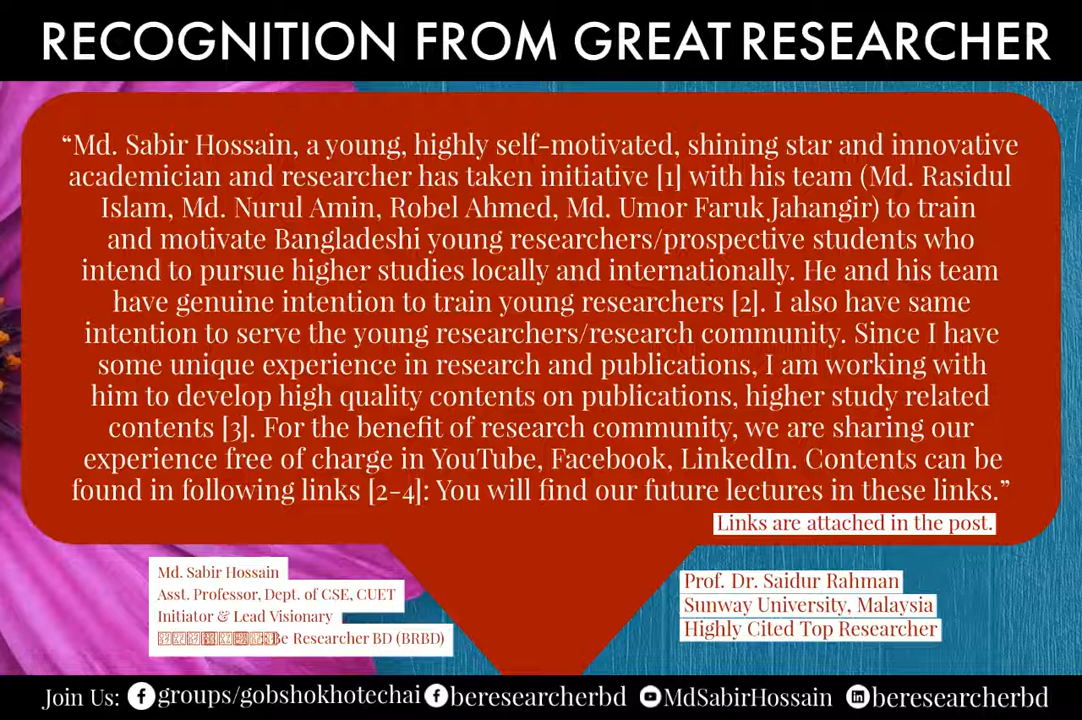 RECOGNITION FROM GREAT RESEARCHER
“Md. Sabir Hossain, a young, highly self-motivated, shining star and innovative
academician and researcher has taken initiative [1] with his team (Md. Rasidul
Islam, Md. Nurul Amin, Robel Ahmed, Md. Umor Faruk Jahangir) to train
and motivate Bangladeshi young researchers/prospective students who
intend to pursue higher studies locally and internationally. He and his team
have genuine intention to train young researchers [2]. I also have same
intention to serve the young researchers/research community. Since I have
some unique experience in research and publications, I am working with
him to develop high quality contents on publications, higher study related
contents [3]. For the benefit of research community, we are sharing our
experience free of charge in YouTube, Facebook, LinkedIn. Contents can be
found in following links [2-4]: You will find our future lectures in these links.”
Links are attached in the post.
Md. Sabir Hossain
Asst. Professor, Dept. of CSE, CUET
Initiator & Lead Visionary
Be Researcher BD (BRBD)
Prof. Dr. Saidur Rahman
Sunway University, Malaysia
Highly Cited Top Researcher
Join Us: groups/gobshokhotechai beresearcherbd MdSabirHossain beresearcherbd